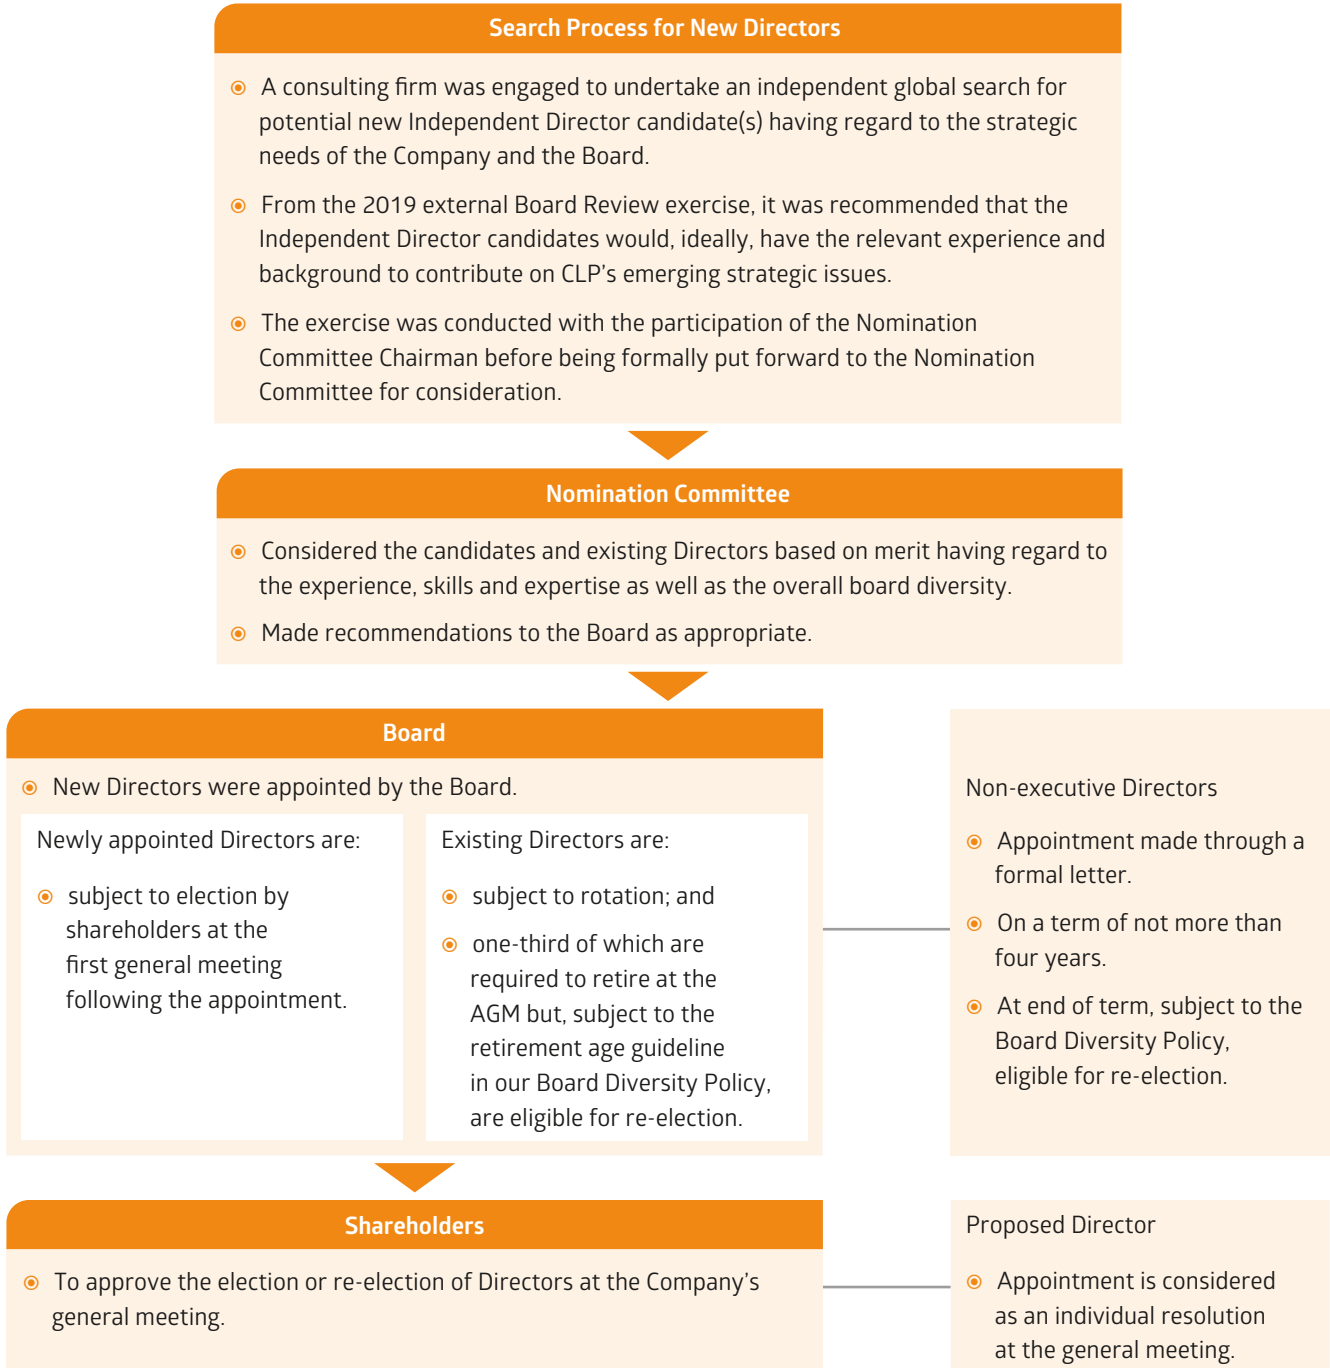 Search Process for New Directors
A consulting firm was engaged to undertake an independent global search for
potential new Independent Director candidate(s) having regard to the strategic
needs of the Company and the Board.
From the 2019 external Board Review exercise, it was recommended that the
Independent Director candidates would, ideally, have the relevant experience and
background to contribute on CLP's emerging strategic issues.
The exercise was conducted with the participation of the Nomination
Committee Chairman before being formally put forward to the Nomination
Committee for consideration.
Nomination Committee
Considered the candidates and existing Directors based on merit having regard to
the experience, skills and expertise as well as the overall board diversity.
Made recommendations to the Board as appropriate.
Board
New Directors were appointed by the Board.
Newly appointed Directors are:
subject to election by
shareholders at the
first general meeting
following the appointment.
Existing Directors are:
subject to rotation; and
one-third of which are
required to retire at the
AGM but, subject to the
retirement age guideline
in our Board Diversity Policy,
are eligible for re-election.
Non-executive Directors
Appointment made through a
formal letter.
On a term of not more than
four years.
At end of term, subject to the
Board Diversity Policy,
eligible for re-election.
Shareholders
To approve the election or re-election of Directors at the Company's
general meeting.
Proposed Director
Appointment is considered
as an individual resolution
at the general meeting.